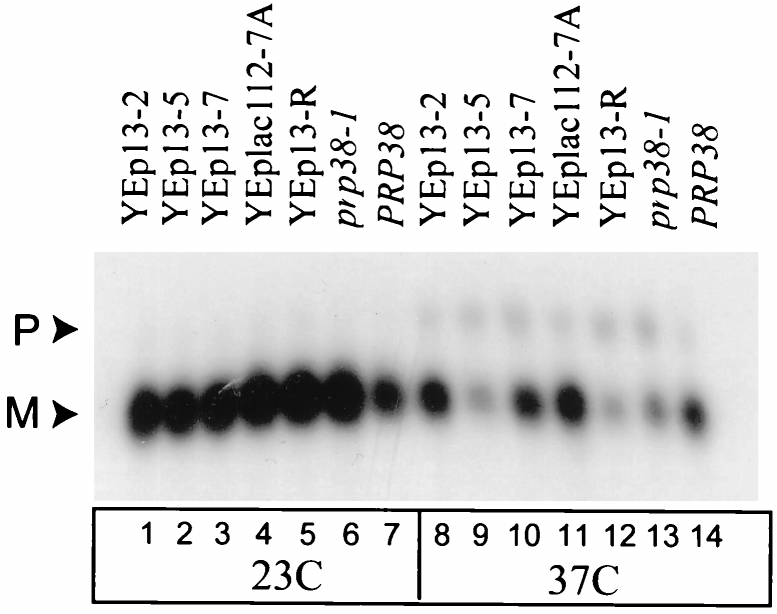 YEp13-2 YEp13-5 YEp13-7 YEplac112-7A YEp13-R prp38-1 PRP38 YEp13-2 YEp13-5 YEp13-7 YEplac112-7A YEp13-R prp38-1 PRP38
P
M
1 2 3 4 5 6 7 8 9 10 11 12 13 14
23C 37C